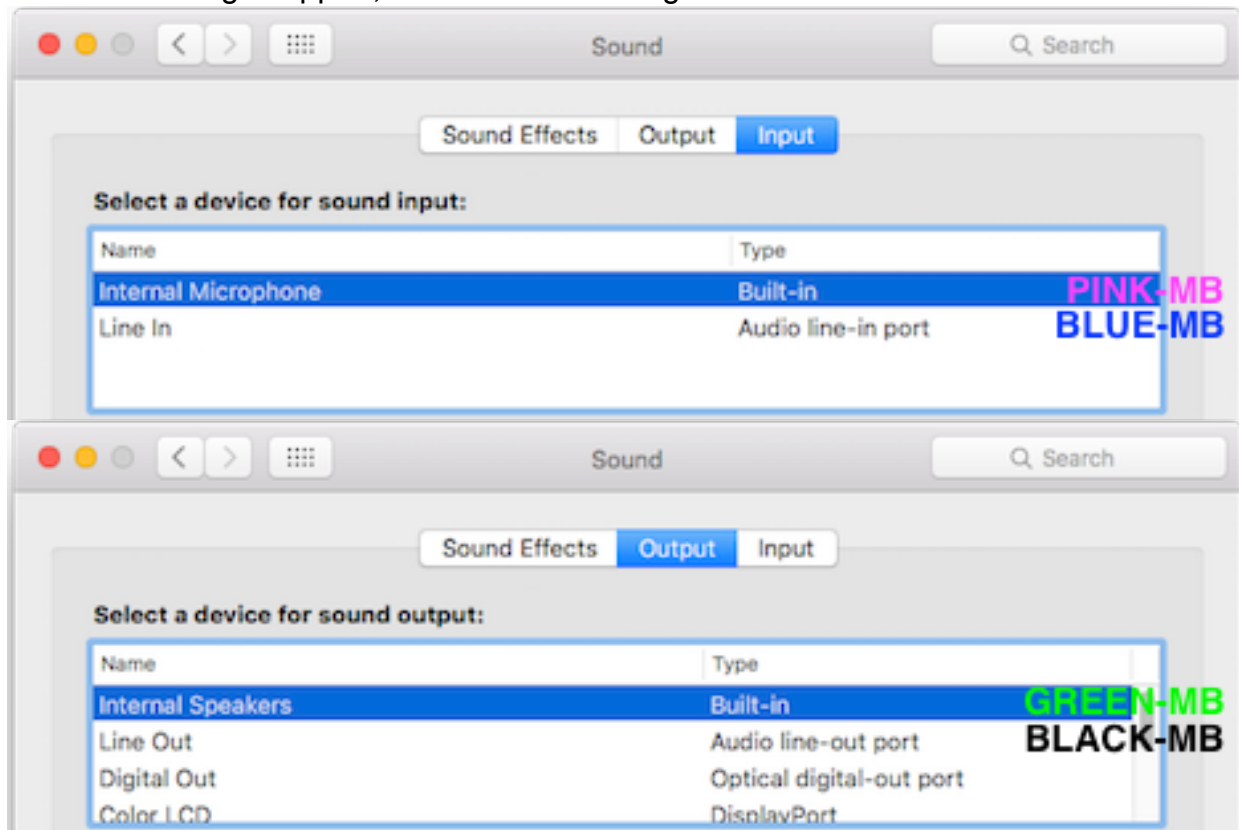 Sound
Search
Sound Effects Output Input
Select a device for sound input:
Name Type
Internal Microphone Built-in PINK-MB
Line In Audio line-in port BLUE-MB
Sound
Search
Sound Effects Output Input
Select a device for sound output:
Name Type
Internal Speakers Built-in GREEN-MB
Line Out Audio line-out port BLACK-MB
Digital Out Optical digital-out port
Color LCD DisplayPort